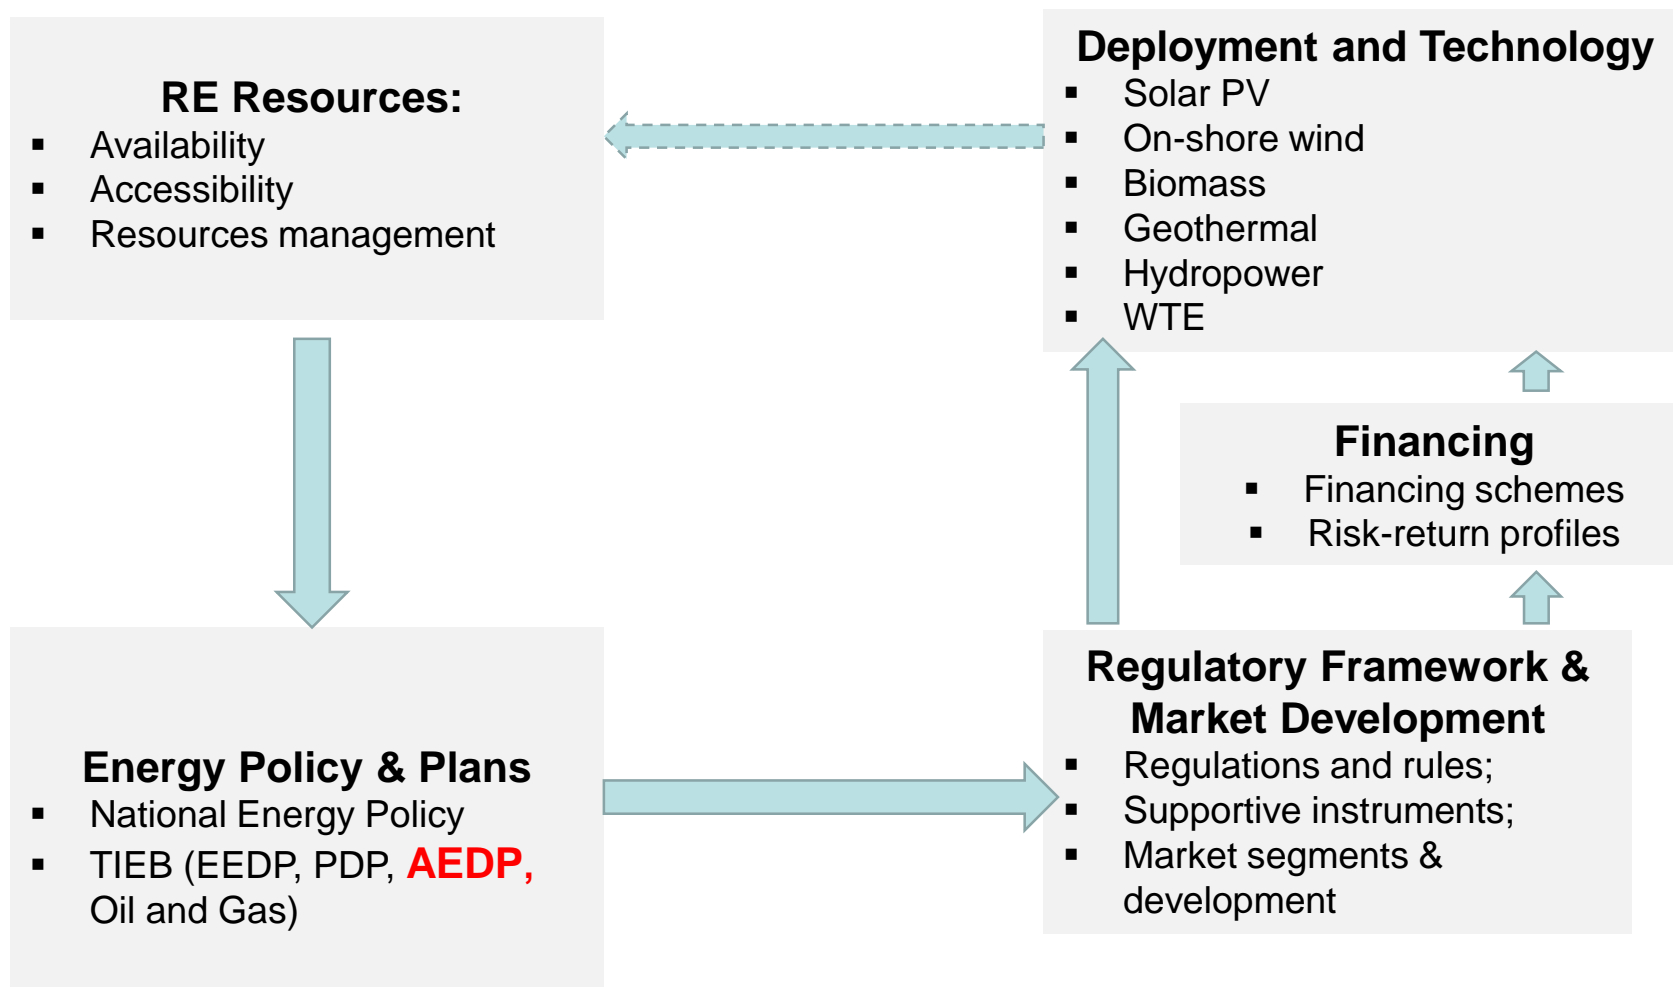 RE Resources:
▪ Availability
▪ Accessibility
▪ Resources management
Deployment and Technology
▪ Solar PV
▪ On-shore wind
▪ Biomass
▪ Geothermal
▪ Hydropower
▪ WTE
Financing
▪ Financing schemes
▪ Risk-return profiles
Energy Policy & Plans
▪ National Energy Policy
▪ TIEB (EEDP, PDP, AEDP,
Oil and Gas)
Regulatory Framework &
Market Development
▪ Regulations and rules;
▪ Supportive instruments;
▪ Market segments &
development